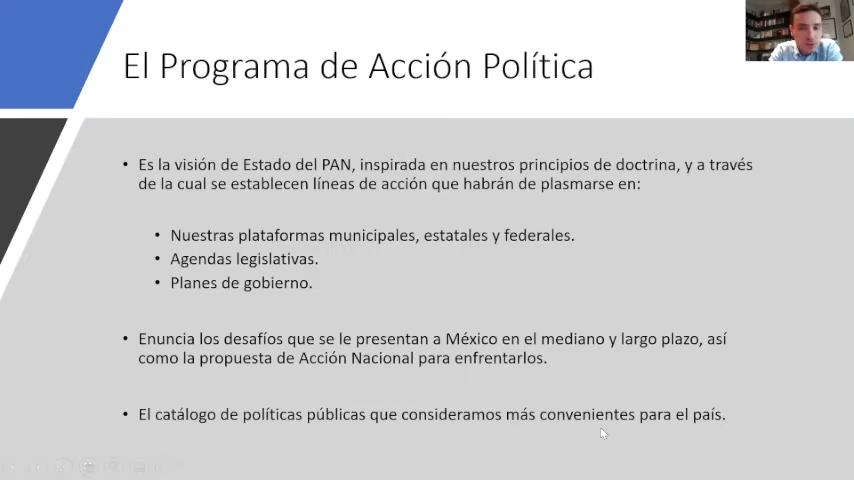 El Programa de Acción Política
• Es la visión de Estado del PAN, inspirada en nuestros principios de doctrina, y a través
de la cual se establecen líneas de acción que habrán de plasmarse en:
• Nuestras plataformas municipales, estatales y federales.
• Agendas legislativas.
• Planes de gobierno.
• Enuncia los desafíos que se le presentan a México en el mediano y largo plazo, así
como la propuesta de Acción Nacional para enfrentarlos.
• El catálogo de políticas públicas que consideramos más convenientes para el país.